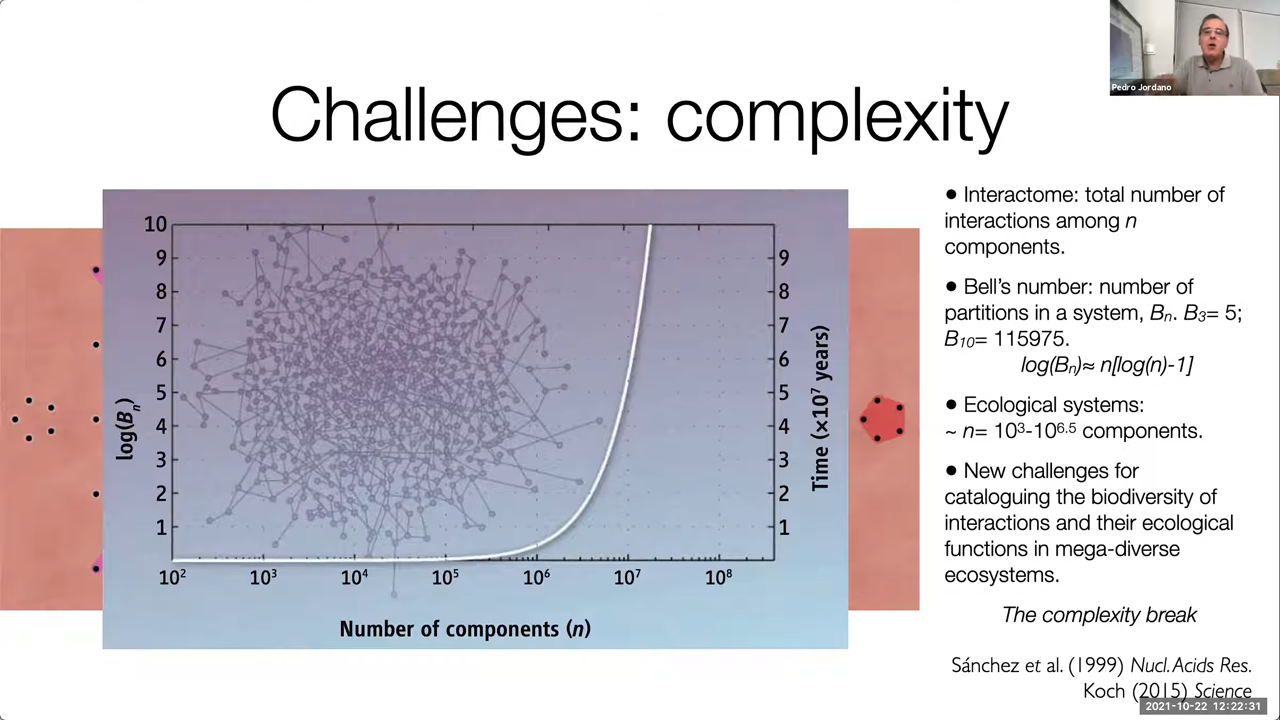 Pedro Jordano
Challenges: complexity
10
9
8
7
6
5
4
3
2
1
log(Bₙ)
9
8
7
6
5
4
3
2
1
Time (×10⁷ years)
10² 10³ 10⁴ 10⁵ 10⁶ 10⁷ 10⁸
Number of components (n)
● Interactome: total number of
interactions among n
components.
● Bell’s number: number of
partitions in a system, Bₙ. B₃= 5;
B₁₀= 115975.
log(Bₙ)≈ n[log(n)-1]
● Ecological systems:
~ n= 10³-10⁶·⁵ components.
● New challenges for
cataloguing the biodiversity of
interactions and their ecological
functions in mega-diverse
ecosystems.
The complexity break
Sánchez et al. (1999) Nucl. Acids Res.
Koch (2015) Science
2021-10-22 12:22:31